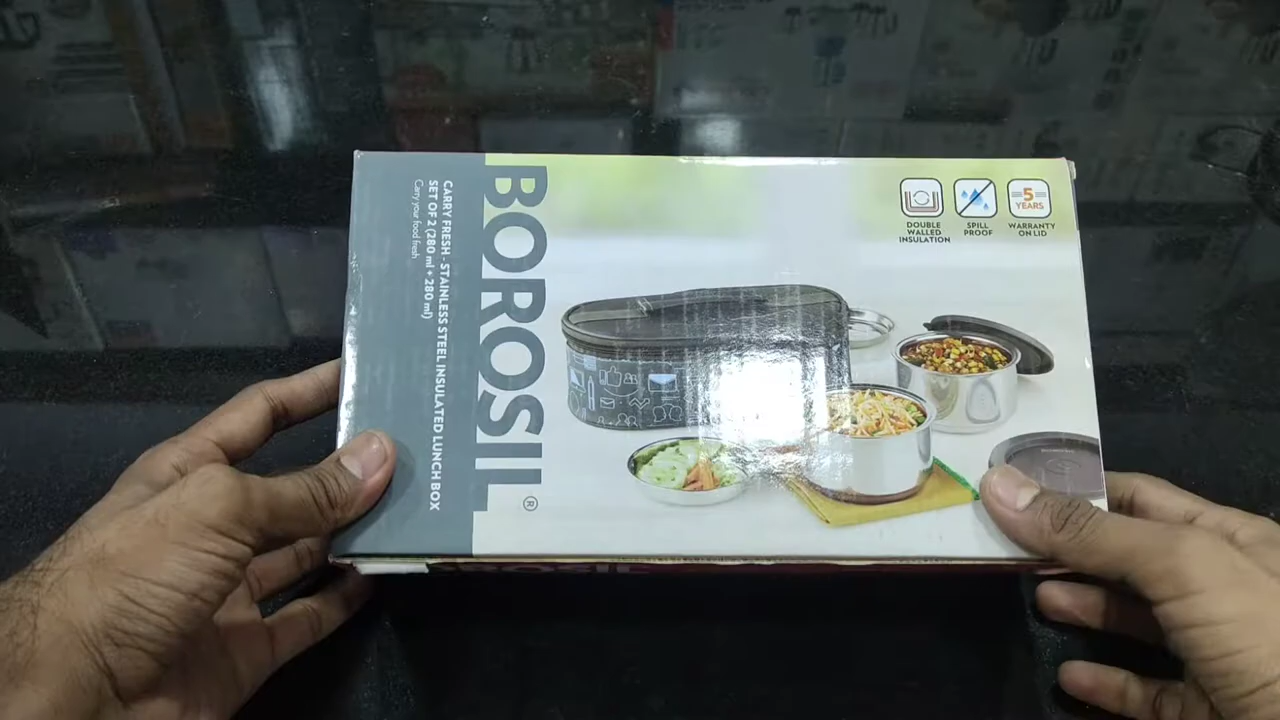 BOROSIL®
CARRY FRESH - STAINLESS STEEL INSULATED LUNCH BOX
SET OF 2 (280 ml + 280 ml)
Carry your food fresh
DOUBLE
WALLED
INSULATION
SPILL
PROOF
5
YEARS
WARRANTY
ON LID
BOROSIL